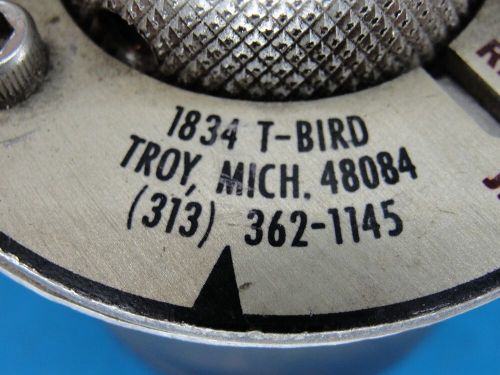 1834 T-BIRD
TROY, MICH. 48084
(313) 362-1145